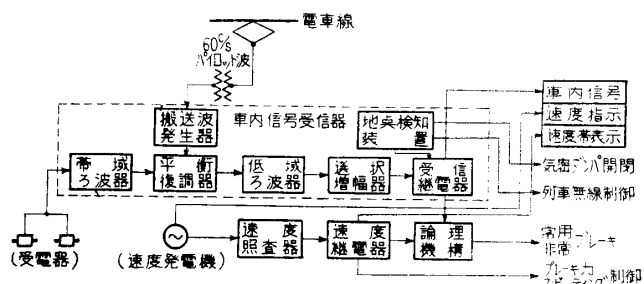 電車線
60c/s
パイロット波
搬送波
発生器
車内信号受信器
地点検知
装置
車内信号
速度指示
速度帯表示
帯域
ろ波器
平衡
復調器
低域
ろ波器
選択
増幅器
受信
継電器
気密ダンパ開閉
列車無線制御
(受電器)
(速度発電機)
速度
照査器
速度
継電器
論理
機構
常用
非常 ブレーキ
ブレーキ力
制御